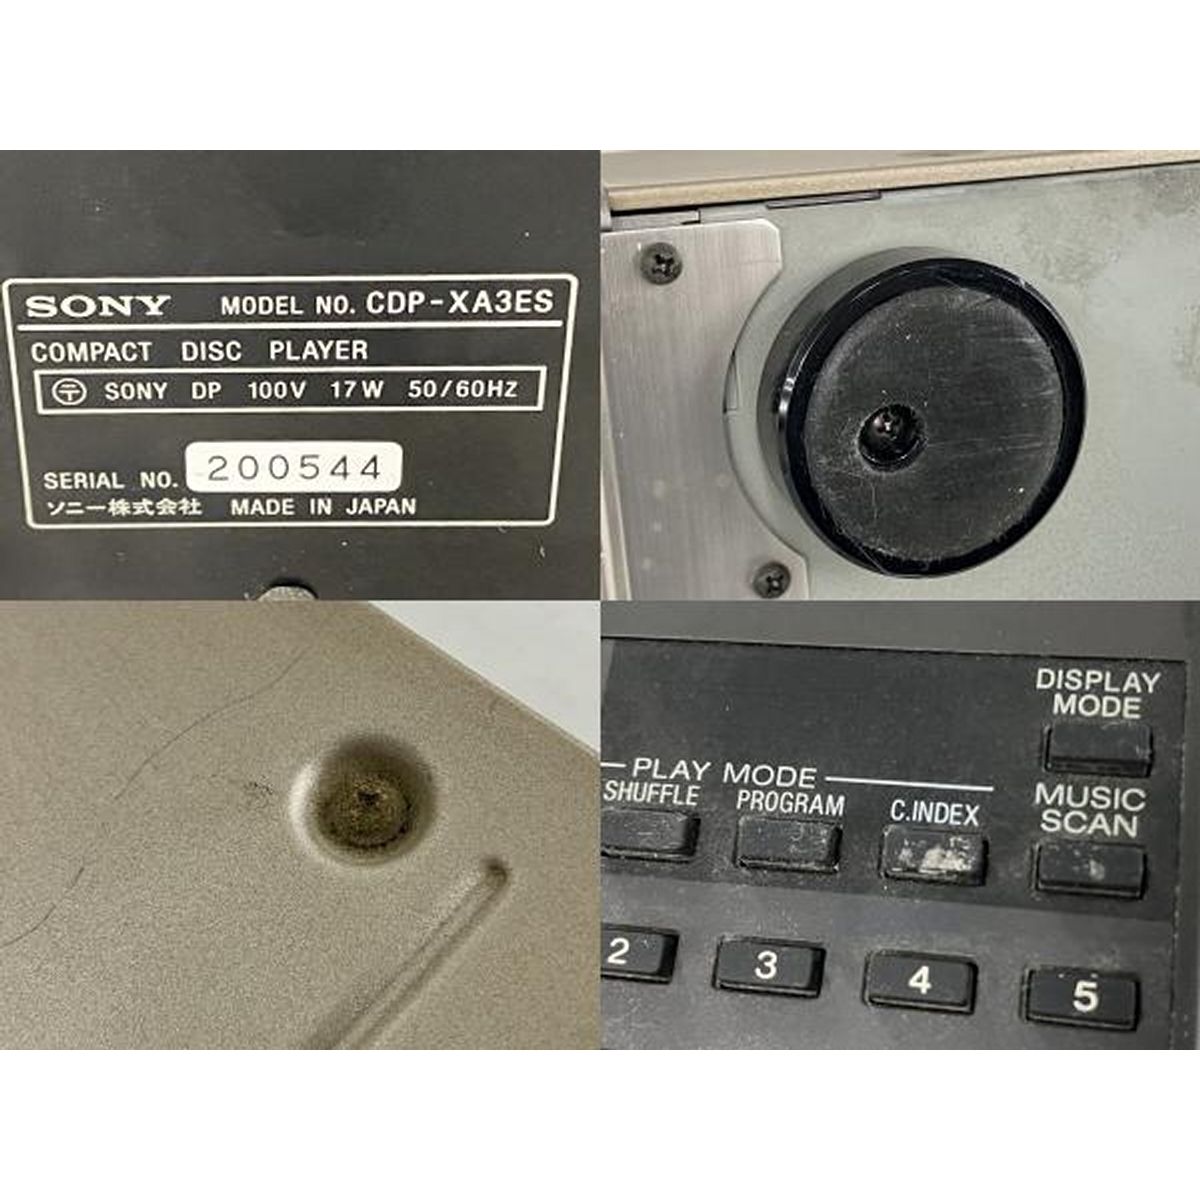 SONY MODEL NO. CDP-XA3ES
COMPACT DISC PLAYER
〒 SONY DP 100V 17W 50/60Hz
SERIAL NO. 200544
ソニー株式会社 MADE IN JAPAN
DISPLAY
MODE
PLAY MODE
SHUFFLE PROGRAM C.INDEX
MUSIC
SCAN
2 3 4 5